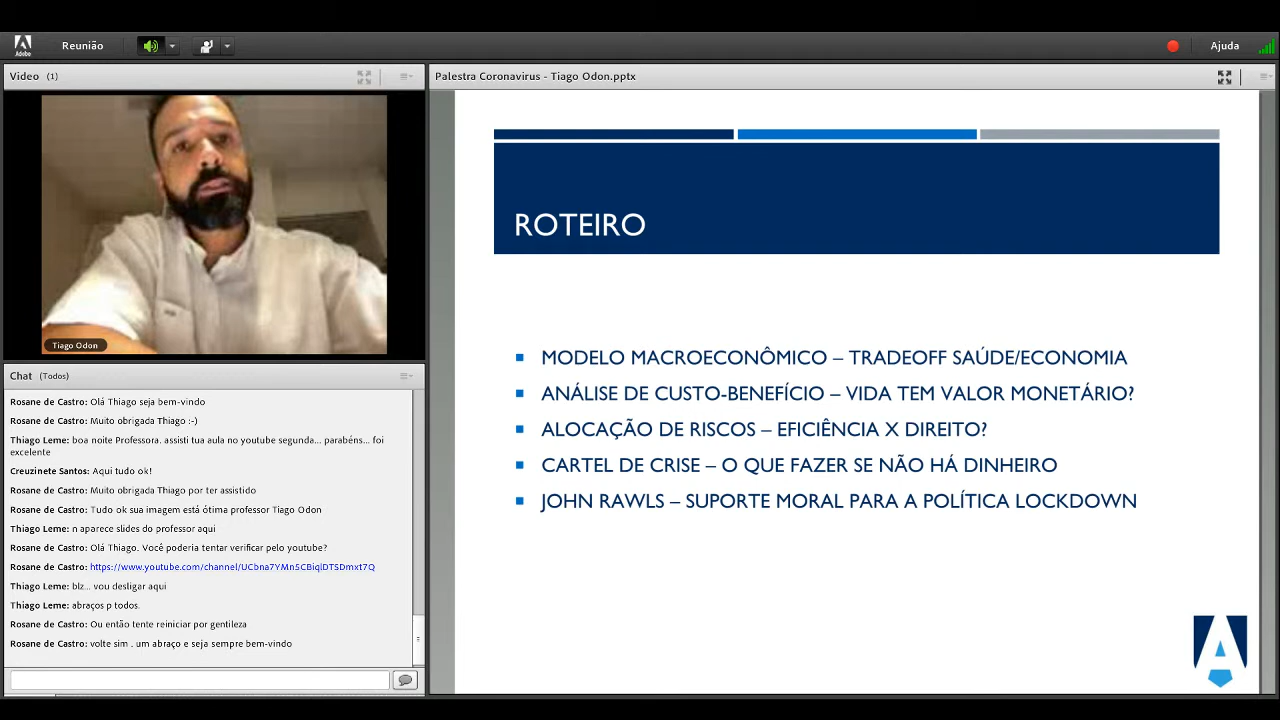 Adobe
Reunião
Ajuda
Video (1)
Tiago Odon
Chat (Todos)
Rosane de Castro: Olá Thiago seja bem-vindo
Rosane de Castro: Muito obrigada Thiago :-)
Thiago Leme: boa noite Professora. assisti tua aula no youtube segunda... parabéns... foi
excelente
Creuzinete Santos: Aqui tudo ok!
Rosane de Castro: Muito obrigada Thiago por ter assistido
Rosane de Castro: Tudo ok sua imagem está ótima professor Tiago Odon
Thiago Leme: n aparece slides do professor aqui
Rosane de Castro: Olá Thiago. Você poderia tentar verificar pelo youtube?
Rosane de Castro: https://www.youtube.com/channel/UCbna7YMn5CBiqlDTSDmxt7Q
Thiago Leme: blz... vou desligar aqui
Thiago Leme: abraços p todos.
Rosane de Castro: Ou então tente reiniciar por gentileza
Rosane de Castro: volte sim . um abraço e seja sempre bem-vindo
Palestra Coronavirus - Tiago Odon.pptx
ROTEIRO
MODELO MACROECONÔMICO – TRADEOFF SAÚDE/ECONOMIA
ANÁLISE DE CUSTO-BENEFÍCIO – VIDA TEM VALOR MONETÁRIO?
ALOCAÇÃO DE RISCOS – EFICIÊNCIA X DIREITO?
CARTEL DE CRISE – O QUE FAZER SE NÃO HÁ DINHEIRO
JOHN RAWLS – SUPORTE MORAL PARA A POLÍTICA LOCKDOWN